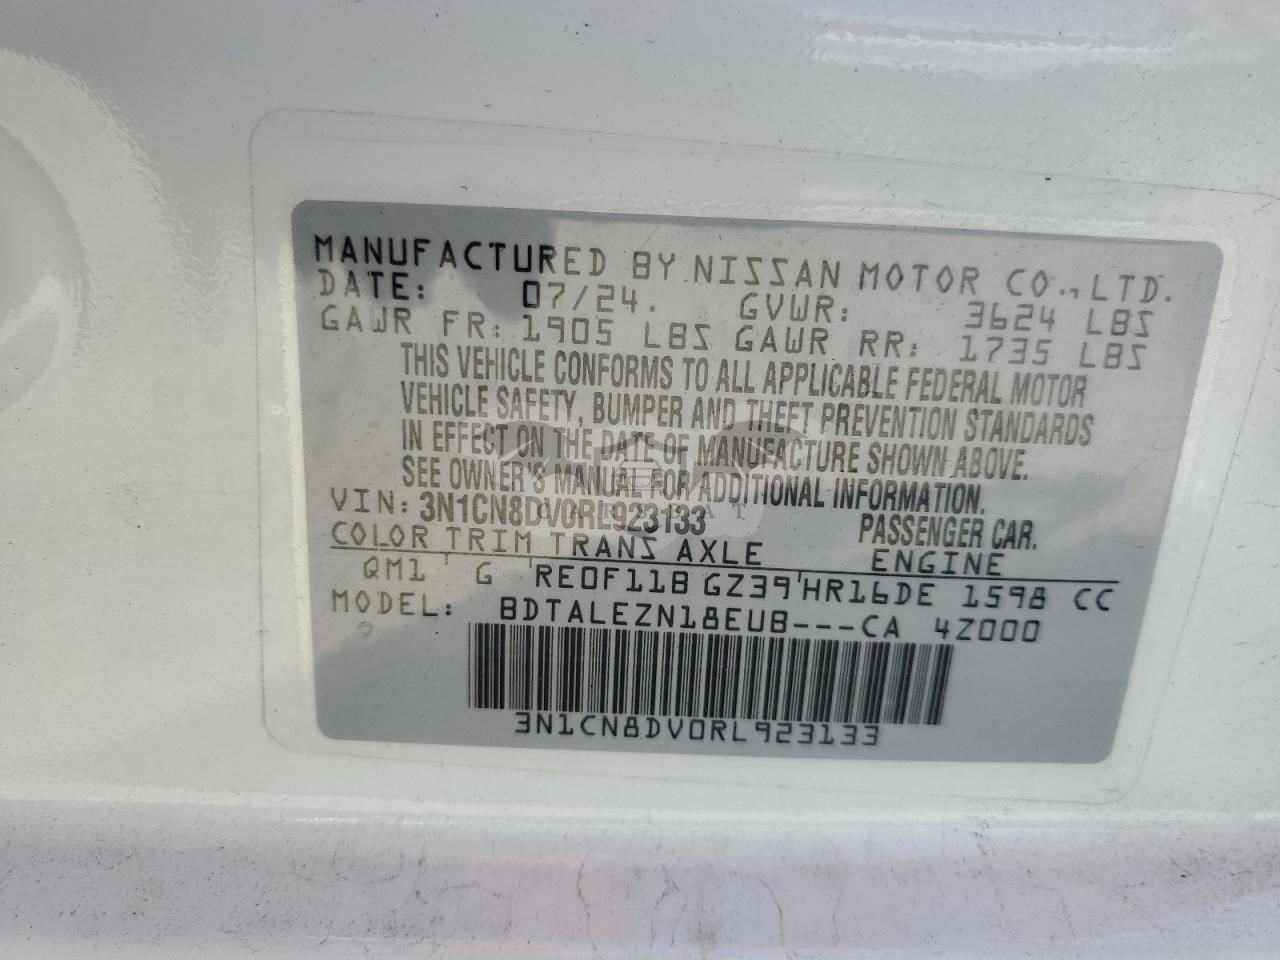 MANUFACTURED BY NISSAN MOTOR CO., LTD.
DATE: 07/24. GVWR: 3624 LBS
GAWR FR: 1905 LBS GAWR RR: 1735 LBS
THIS VEHICLE CONFORMS TO ALL APPLICABLE FEDERAL MOTOR
VEHICLE SAFETY, BUMPER AND THEFT PREVENTION STANDARDS
IN EFFECT ON THE DATE OF MANUFACTURE SHOWN ABOVE.
SEE OWNER'S MANUAL FOR ADDITIONAL INFORMATION.
VIN: 3N1CN8DV0RL923133 PASSENGER CAR.
COLOR TRIM TRANS AXLE ENGINE
QM1 G RE0F11B GZ39 HR16DE 1598 CC
MODEL: BDTALEZN18EUB---CA 4Z000
3N1CN8DV0RL923133